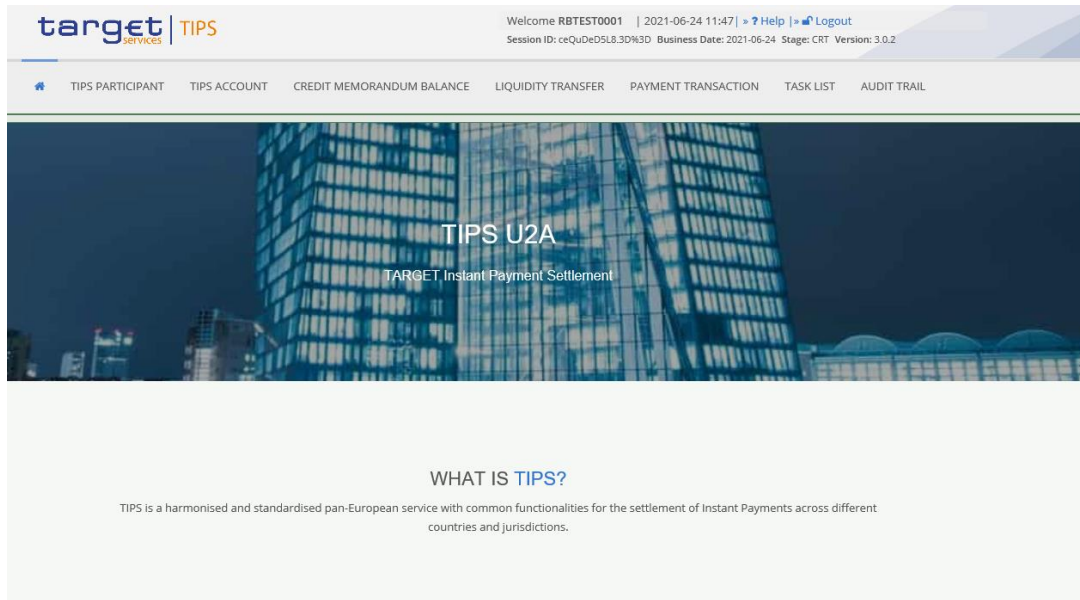 target services | TIPS
Welcome RBTEST0001 | 2021-06-24 11:47| » ? Help |» Logout
Session ID: ceQuDeD5L8.3D%3D Business Date: 2021-06-24 Stage: CRT Version: 3.0.2
TIPS PARTICIPANT TIPS ACCOUNT CREDIT MEMORANDUM BALANCE LIQUIDITY TRANSFER PAYMENT TRANSACTION TASK LIST AUDIT TRAIL
TIPS U2A
TARGET Instant Payment Settlement
WHAT IS TIPS?
TIPS is a harmonised and standardised pan-European service with common functionalities for the settlement of Instant Payments across different
countries and jurisdictions.